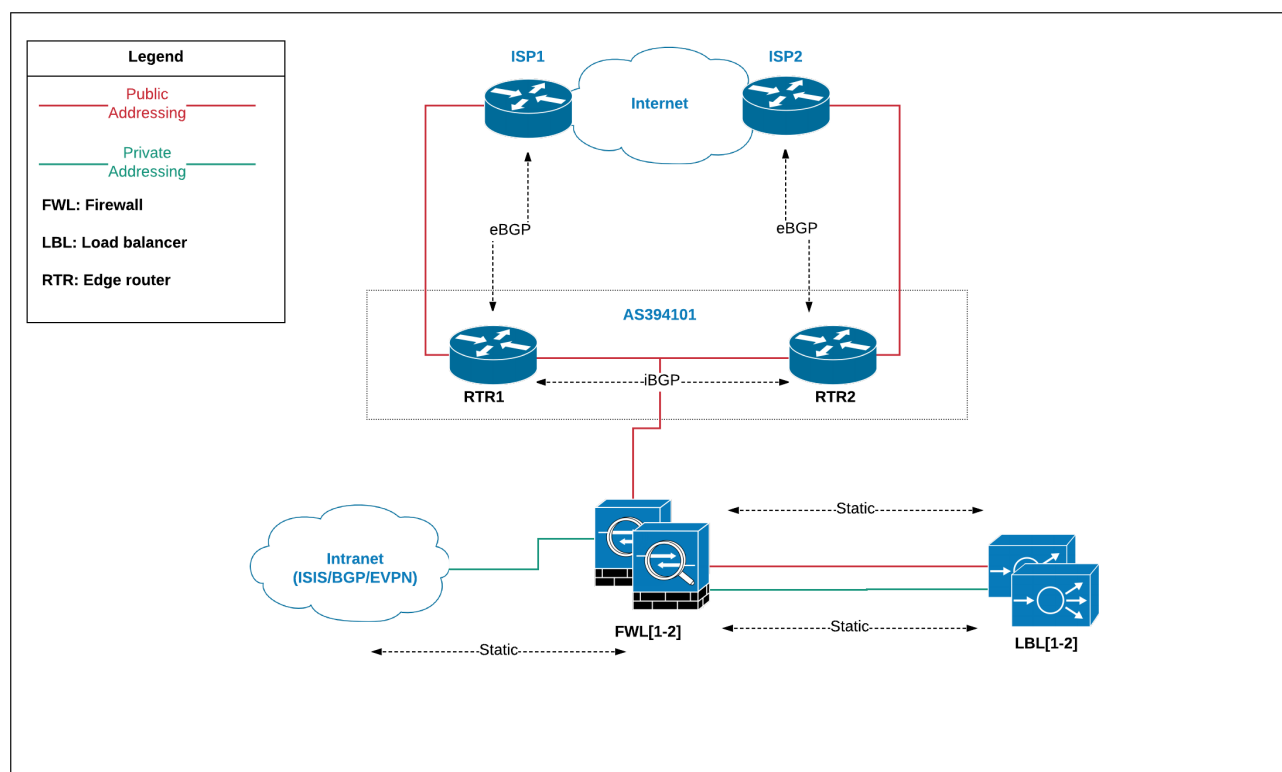 Legend
Public
Addressing
Private
Addressing
FWL: Firewall
LBL: Load balancer
RTR: Edge router
ISP1
ISP2
Internet
eBGP
eBGP
AS394101
iBGP
RTR1
RTR2
Static
Intranet
(ISIS/BGP/EVPN)
FWL[1-2]
Static
LBL[1-2]
Static